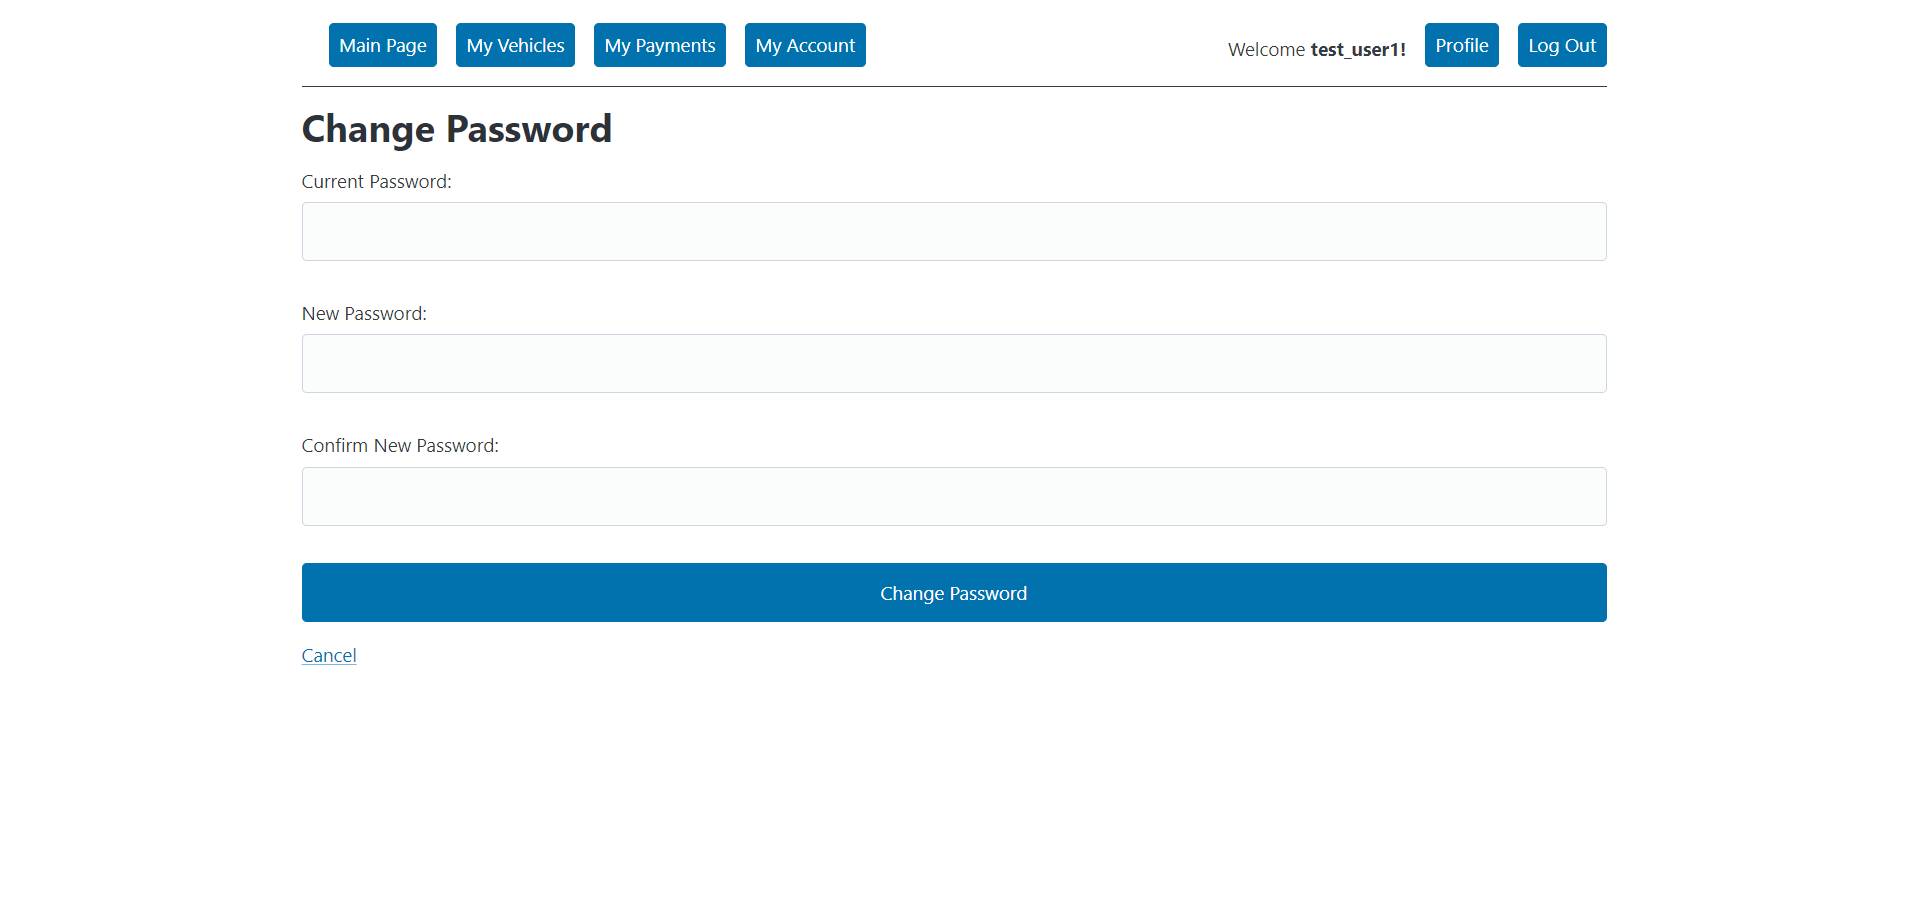 Main Page My Vehicles My Payments My Account Welcome test_user1! Profile Log Out
Change Password
Current Password:
New Password:
Confirm New Password:
Change Password
Cancel